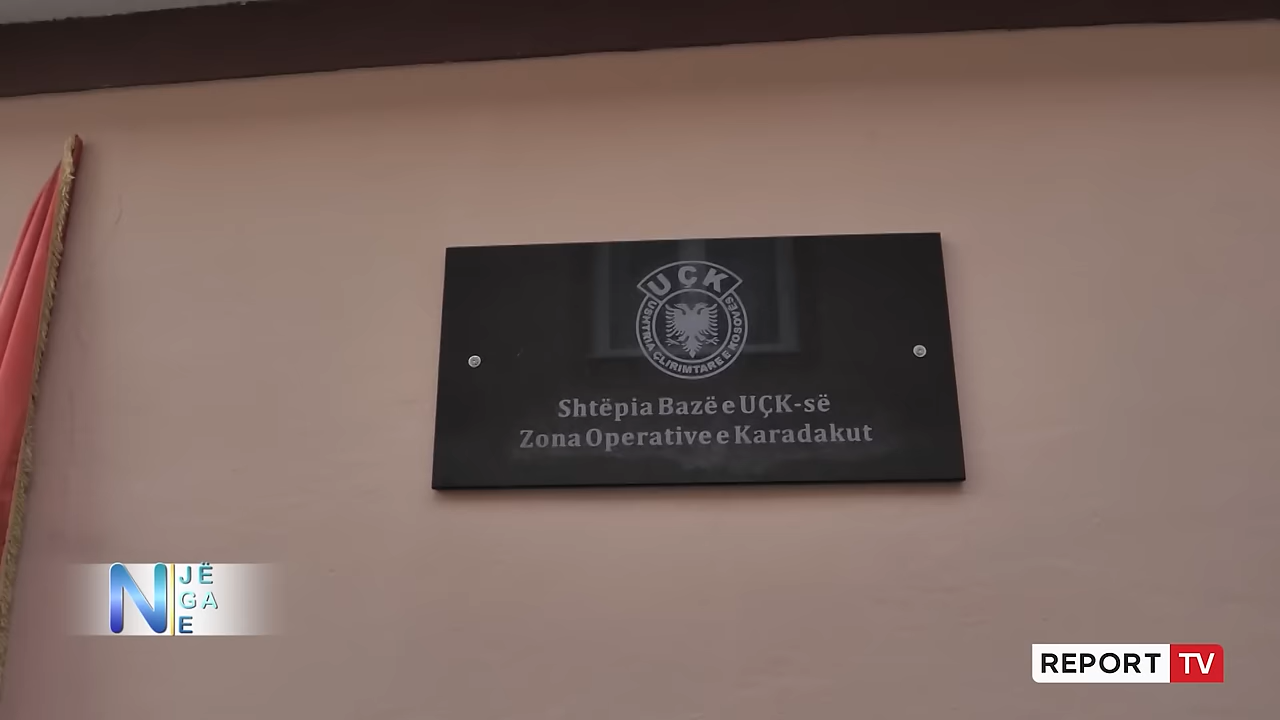 UÇK
USHTRIA ÇLIRIMTARE E KOSOVËS
Shtëpia Bazë e UÇK-së
Zona Operative e Karadakut
NJË
GA
E
REPORT TV